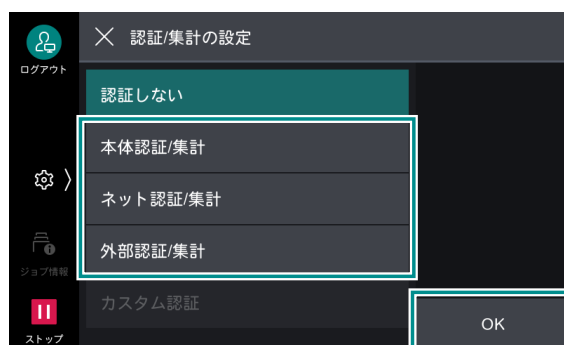 認証/集計の設定
ログアウト
認証しない
本体認証/集計
ネット認証/集計
外部認証/集計
ジョブ情報
カスタム認証
OK
ストップ